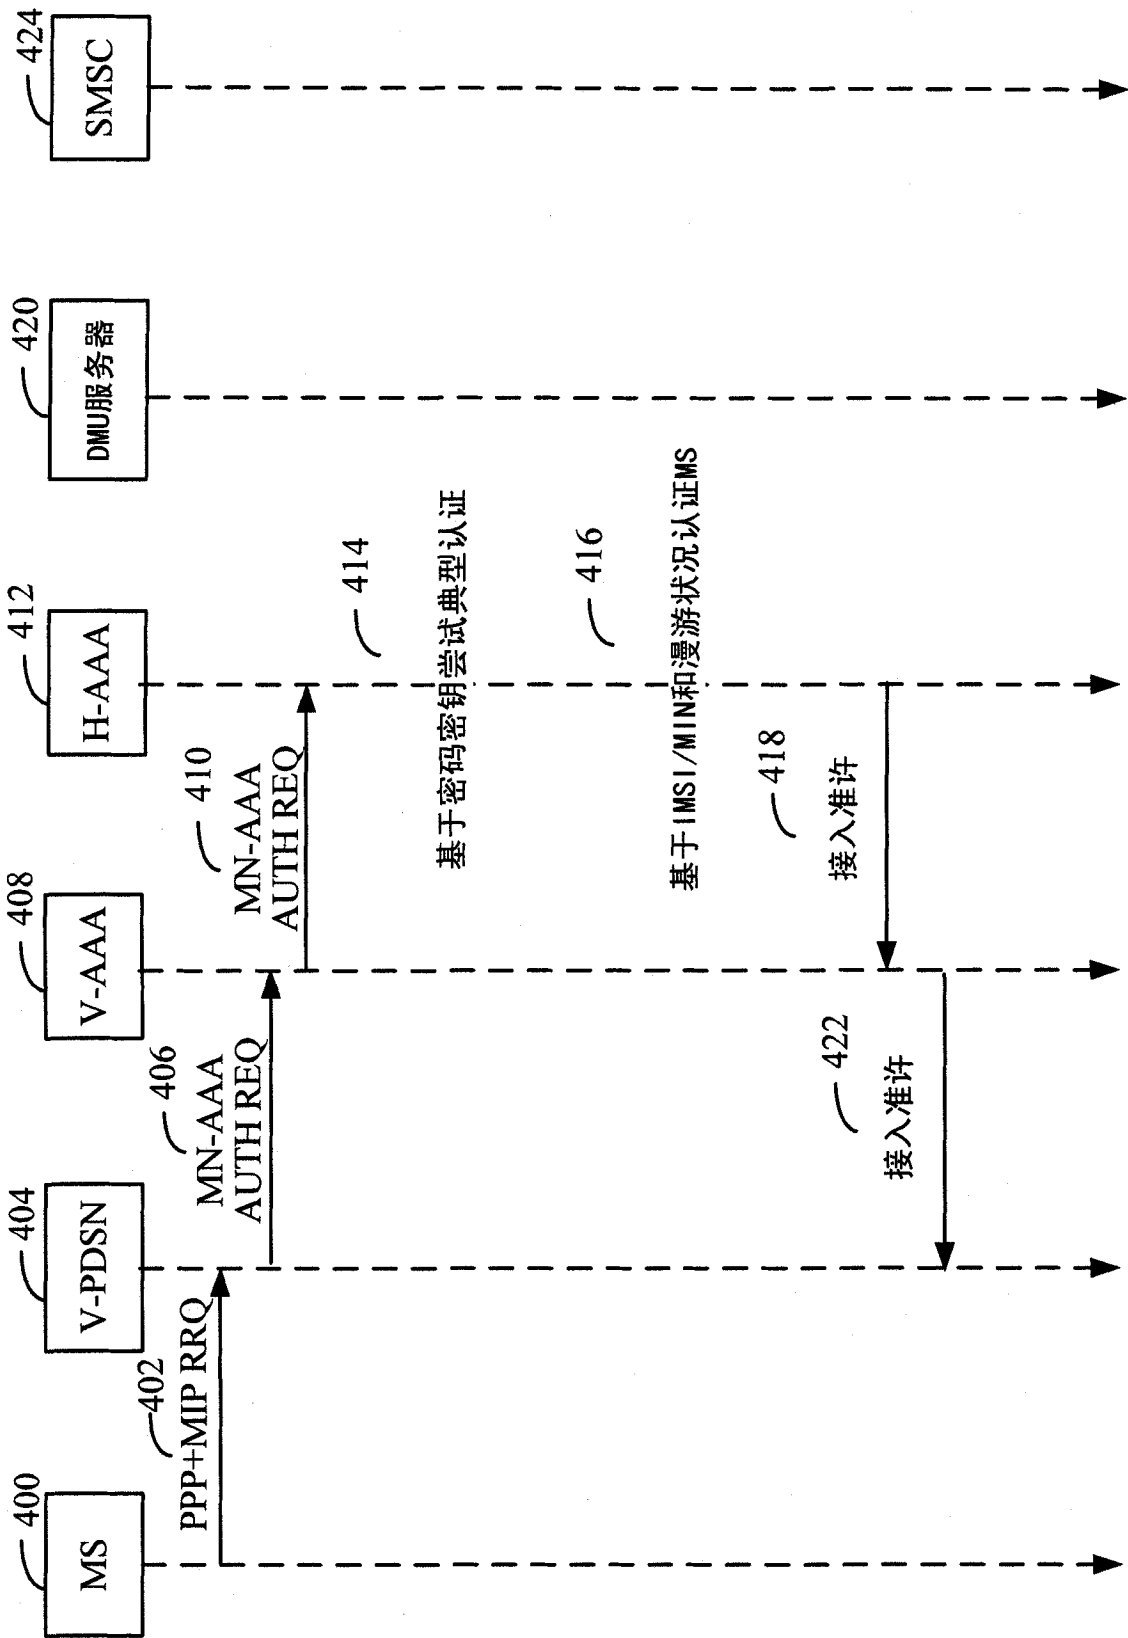 400
MS
404
V-PDSN
408
V-AAA
412
H-AAA
420
DMU服务器
424
SMSC
402
PPP+MIP RRQ
406
MN-AAA
AUTH REQ
410
MN-AAA
AUTH REQ
414
基于密码密钥尝试典型认证
416
基于IMSI/MIN和漫游状况认证MS
418
接入准许
422
接入准许